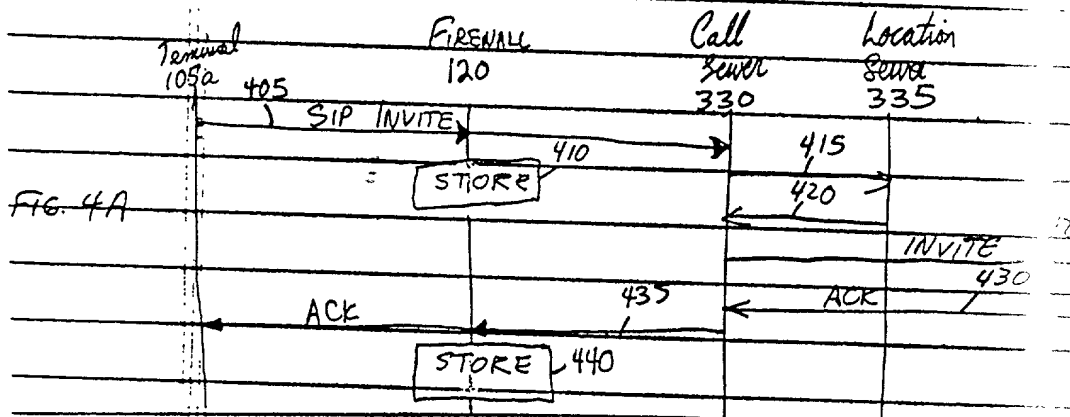 Terminal
105a
FIREWALL
120
Call
Server
330
Location
Server
335
405
SIP INVITE
410
STORE
415
420
FIG. 4A
INVITE
430
ACK
435
ACK
STORE
440